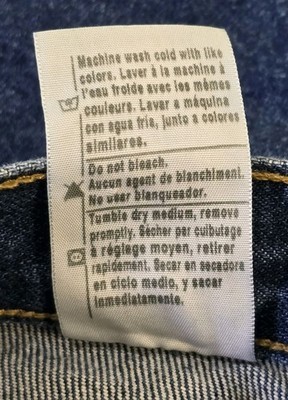 Machine wash cold with like
colors. Laver à la machine à
l'eau froide avec les mêmes
couleurs. Lavar a máquina
con agua fria, junto a colores
similares.
Do not bleach.
Aucun agent de blanchiment.
No usar blanqueador.
Tumble dry medium, remove
promptly. Sécher par culbutage
à réglage moyen, retirer
rapidement. Secar en secadora
en ciclo medio, y sacar
inmediatamente.